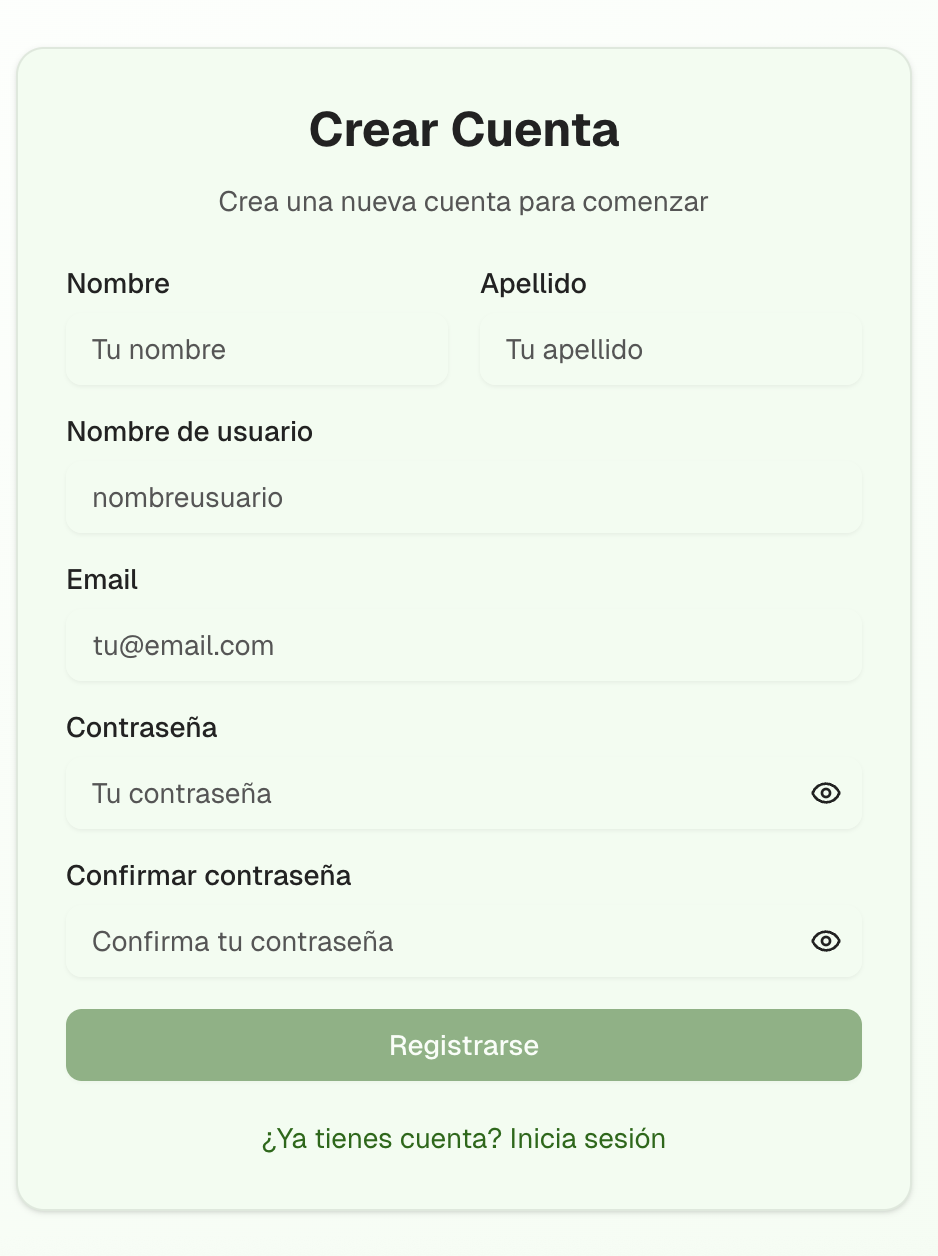 Crear Cuenta
Crea una nueva cuenta para comenzar
Nombre
Apellido
Tu nombre
Tu apellido
Nombre de usuario
nombreusuario
Email
tu@email.com
Contraseña
Tu contraseña
Confirmar contraseña
Confirma tu contraseña
Registrarse
¿Ya tienes cuenta? Inicia sesión